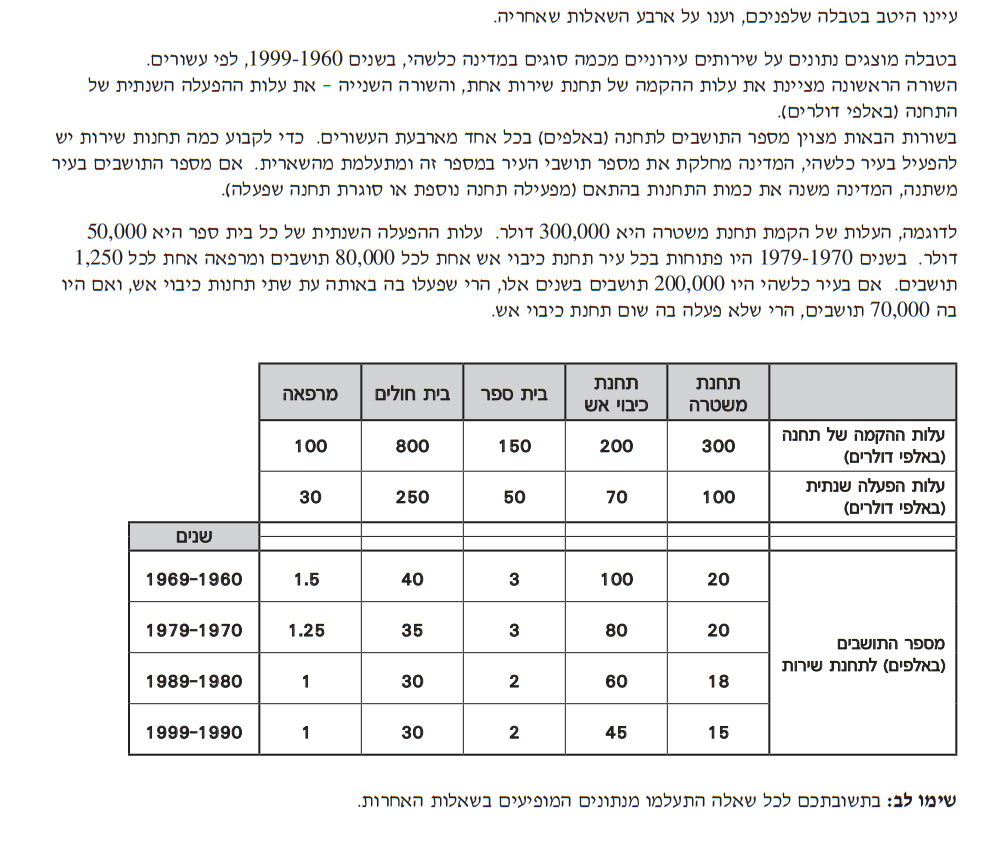 עיינו היטב בטבלה שלפניכם, וענו על ארבע השאלות שאחריה.
בטבלה מוצגים נתונים על שירותים עירוניים מכמה סוגים במדינה כלשהי, בשנים 1999-1960, לפי עשורים.
השורה הראשונה מציינת את עלות ההקמה של תחנת שירות אחת, והשורה השנייה – את עלות ההפעלה השנתית של
התחנה (באלפי דולרים).
בשורות הבאות מצוין מספר התושבים לתחנה (באלפים) בכל אחד מארבעת העשורים. כדי לקבוע כמה תחנות שירות יש
להפעיל בעיר כלשהי, המדינה מחלקת את מספר תושבי העיר במספר זה ומתעלמת מהשארית. אם מספר התושבים בעיר
משתנה, המדינה משנה את כמות התחנות בהתאם (מפעילה תחנה נוספת או סוגרת תחנה שפעלה).
לדוגמה, העלות של הקמת תחנת משטרה היא 300,000 דולר. עלות ההפעלה השנתית של כל בית ספר היא 50,000
דולר. בשנים 1979-1970 היו פתוחות בכל עיר תחנת כיבוי אש אחת לכל 80,000 תושבים ומרפאה אחת לכל 1,250
תושבים. אם בעיר כלשהי היו 200,000 תושבים בשנים אלו, הרי שפעלו בה באותה עת שתי תחנות כיבוי אש, ואם היו
בה 70,000 תושבים, הרי שלא פעלה בה שום תחנת כיבוי אש.
תחנת משטרה תחנת כיבוי אש בית ספר בית חולים מרפאה
עלות ההקמה של תחנה (באלפי דולרים) 300 200 150 800 100
עלות הפעלה שנתית (באלפי דולרים) 100 70 50 250 30
שנים
מספר התושבים (באלפים) לתחנת שירות
20 100 3 40 1.5 1969-1960
20 80 3 35 1.25 1979-1970
18 60 2 30 1 1989-1980
15 45 2 30 1 1999-1990
שימו לב: בתשובתכם לכל שאלה התעלמו מנתונים המופיעים בשאלות האחרות.